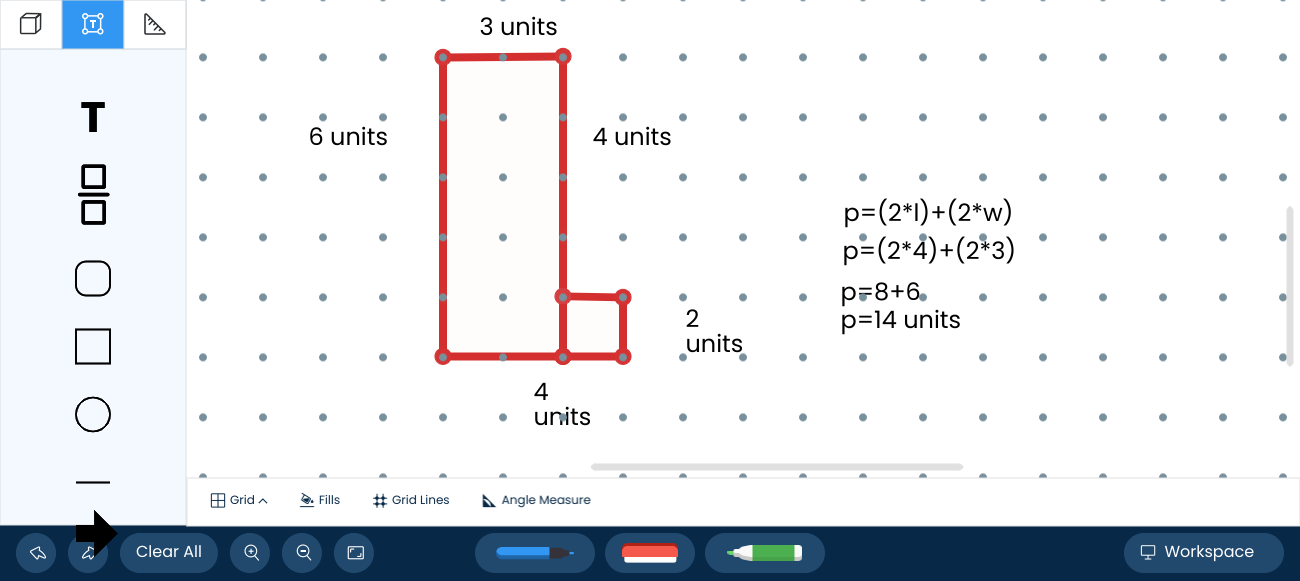 T
3 units
T
6 units
4 units
p=(2*l)+(2*w)
p=(2*4)+(2*3)
p=8+6
p=14 units
2
units
4
units
Grid
Fills
Grid Lines
Angle Measure
Clear All
Workspace